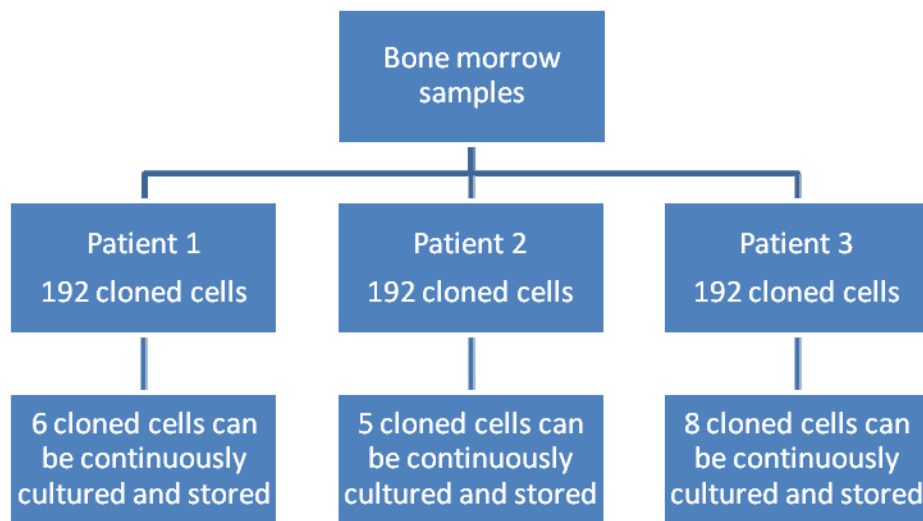 Bone morrow
samples
Patient 1
192 cloned cells
Patient 2
192 cloned cells
Patient 3
192 cloned cells
6 cloned cells can
be continuously
cultured and stored
5 cloned cells can
be continuously
cultured and stored
8 cloned cells can
be continuously
cultured and stored